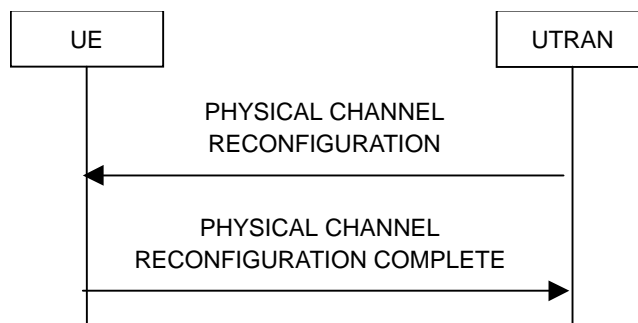 UE
UTRAN
PHYSICAL CHANNEL
RECONFIGURATION
PHYSICAL CHANNEL
RECONFIGURATION COMPLETE